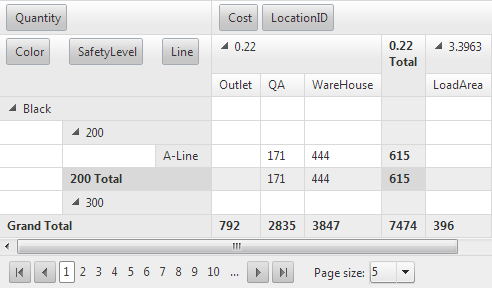 Quantity Cost LocationID
Color SafetyLevel Line 0.22 0.22 Total 3.3963
Outlet QA WareHouse LoadArea
Black
200
A-Line 171 444 615
200 Total 171 444 615
300
Grand Total 792 2835 3847 7474 396
1 2 3 4 5 6 7 8 9 10 ... Page size: 5